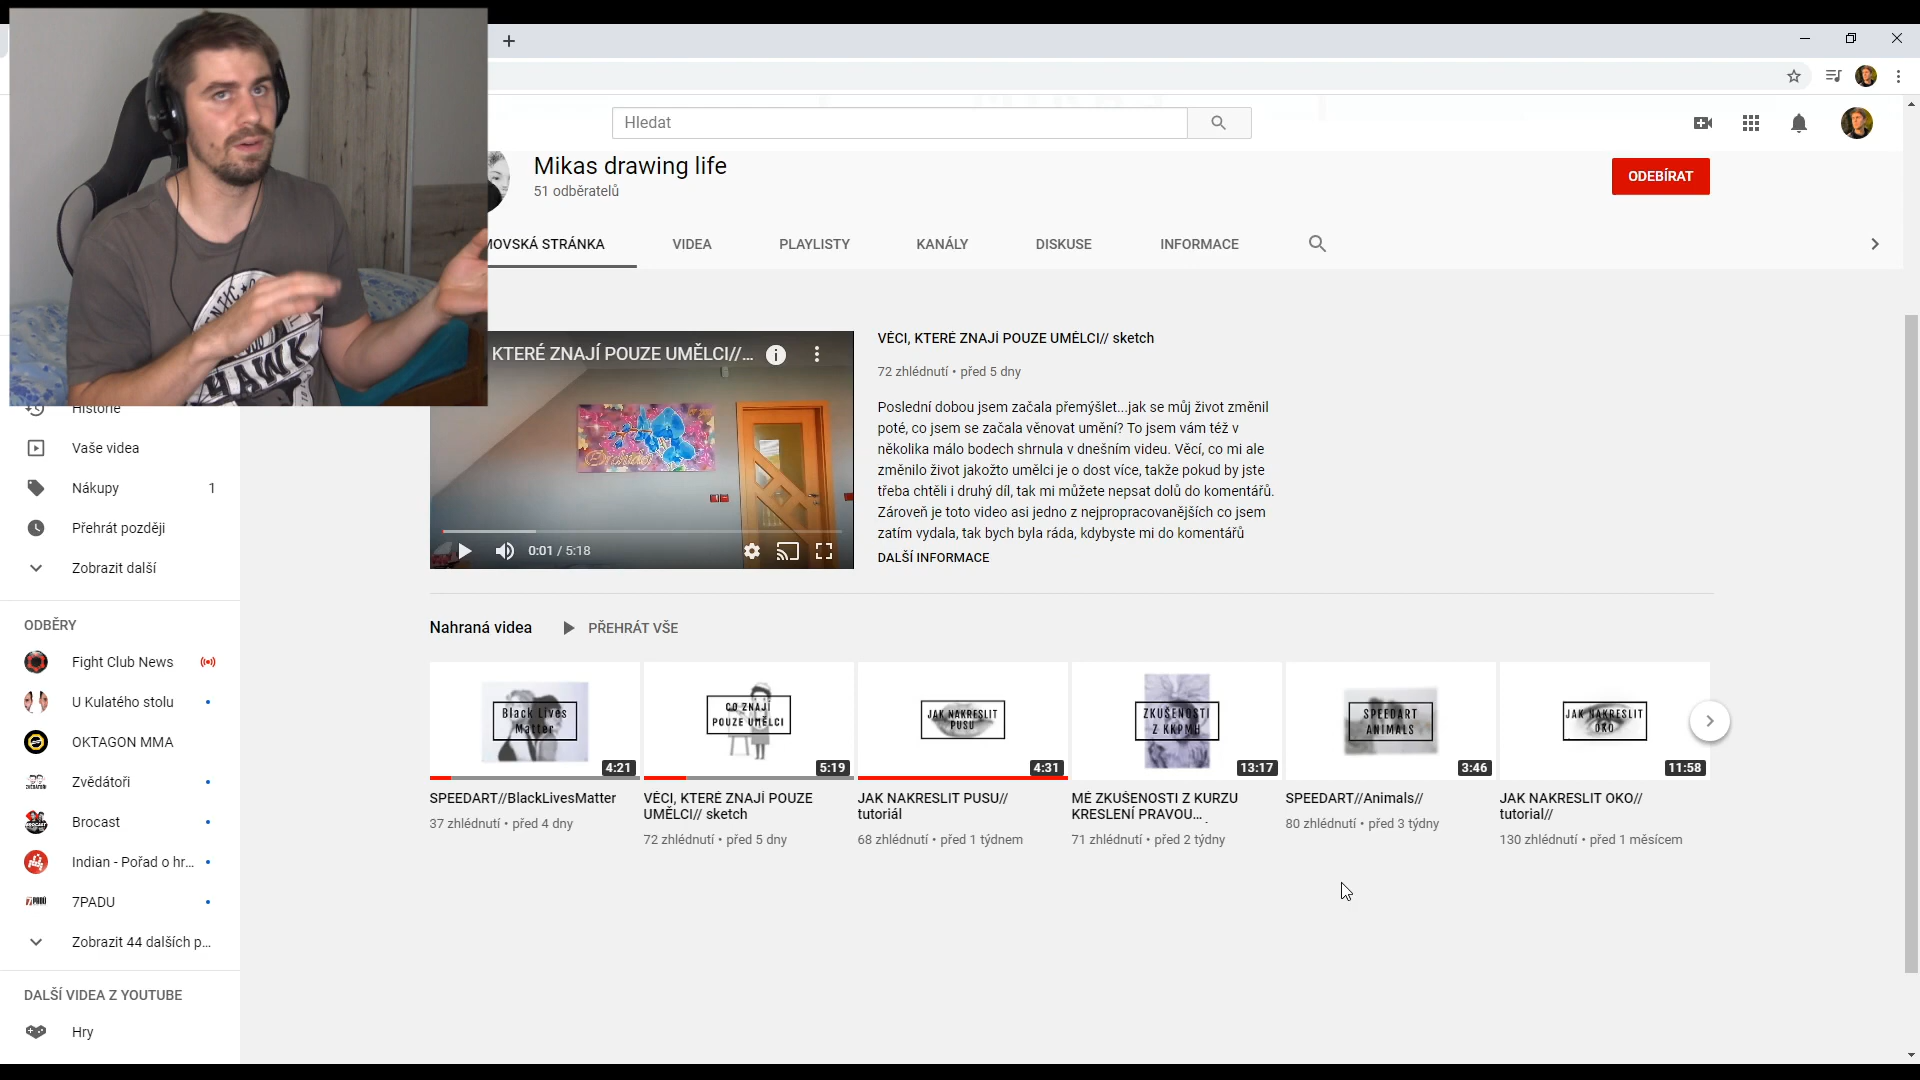 Hledat
Mikas drawing life
51 odběratelů
ODEBÍRAT
MOVSKÁ STRÁNKA
VIDEA
PLAYLISTY
KANÁLY
DISKUSE
INFORMACE
HAWK
KTERÉ ZNAJÍ POUZE UMĚLCI//...
0:01 / 5:18
VĚCI, KTERÉ ZNAJÍ POUZE UMĚLCI// sketch
72 zhlédnutí • před 5 dny
Poslední dobou jsem začala přemýšlet...jak se můj život změnil
poté, co jsem se začala věnovat umění? To jsem vám též v
několika málo bodech shrnula v dnešním videu. Věcí, co mi ale
změnilo život jakožto umělci je o dost více, takže pokud by jste
třeba chtěli i druhý díl, tak mi můžete nepsat dolů do komentářů.
Zároveň je toto video asi jedno z nejpropracovanějších co jsem
zatím vydala, tak bych byla ráda, kdybyste mi do komentářů
DALŠÍ INFORMACE
Historie
Vaše videa
Nákupy 1
Přehrát později
Zobrazit další
ODBĚRY
Fight Club News
U Kulatého stolu
OKTAGON MMA
Zvědátoři
Brocast
Indian - Pořad o hr...
7PADU
Zobrazit 44 dalších p...
DALŠÍ VIDEA Z YOUTUBE
Hry
Nahraná videa
PŘEHRÁT VŠE
Black Lives
Matter
4:21
SPEEDART//BlackLivesMatter
37 zhlédnutí • před 4 dny
CO ZNAJÍ
POUZE UMĚLCI
5:19
VĚCI, KTERÉ ZNAJÍ POUZE
UMĚLCI// sketch
72 zhlédnutí • před 5 dny
JAK NAKRESLIT
PUSU
4:31
JAK NAKRESLIT PUSU//
tutoriál
68 zhlédnutí • před 1 týdnem
ZKUŠENOSTI
Z KKPMH
13:17
MÉ ZKUŠENOSTI Z KURZU
KRESLENÍ PRAVOU...
71 zhlédnutí • před 2 týdny
SPEEDART
ANIMALS
3:46
SPEEDART//Animals//
80 zhlédnutí • před 3 týdny
JAK NAKRESLIT
OKO
11:58
JAK NAKRESLIT OKO//
tutorial//
130 zhlédnutí • před 1 měsícem